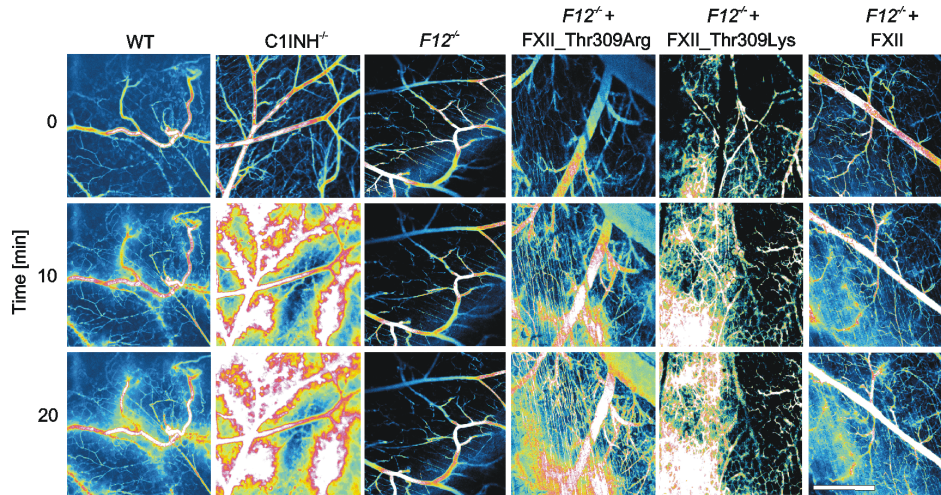 F12-/- +
F12-/- +
F12-/- +
WT
C1INH-/-
F12-/-
FXII_Thr309Arg
FXII_Thr309Lys
FXII
0
10
20
Time [min]